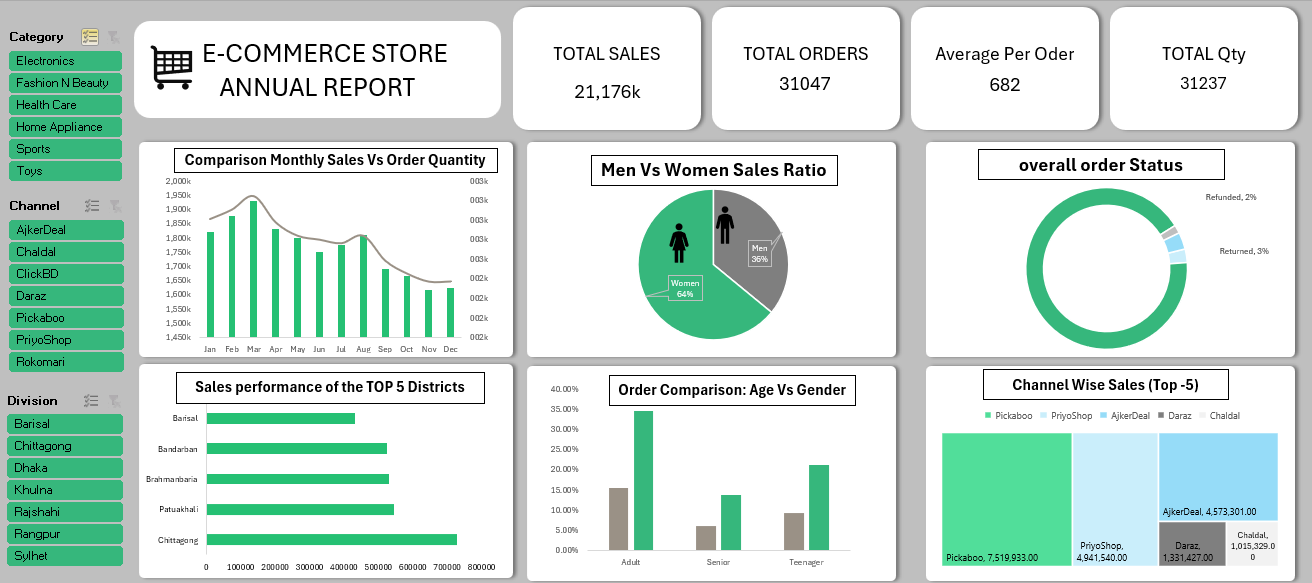 Category
Electronics
Fashion N Beauty
Health Care
Home Appliance
Sports
Toys
Channel
AjkerDeal
Chaldal
ClickBD
Daraz
Pickaboo
PriyoShop
Rokomari
Division
Barisal
Chittagong
Dhaka
Khulna
Rajshahi
Rangpur
Sylhet
E-COMMERCE STORE
ANNUAL REPORT
TOTAL SALES
21,176k
TOTAL ORDERS
31047
Average Per Oder
682
TOTAL Qty
31237
Comparison Monthly Sales Vs Order Quantity
2,000k
1,950k
1,900k
1,850k
1,800k
1,750k
1,700k
1,650k
1,600k
1,550k
1,500k
1,450k
003k
003k
003k
003k
003k
002k
002k
002k
002k
Jan Feb Mar Apr May Jun Jul Aug Sep Oct Nov Dec
Men Vs Women Sales Ratio
Men
36%
Women
64%
overall order Status
Refunded, 2%
Returned, 3%
Sales performance of the TOP 5 Districts
Barisal
Bandarban
Brahmanbaria
Patuakhali
Chittagong
0 100000 200000 300000 400000 500000 600000 700000 800000
Order Comparison: Age Vs Gender
40.00%
35.00%
30.00%
25.00%
20.00%
15.00%
10.00%
5.00%
0.00%
Adult Senior Teenager
Channel Wise Sales (Top -5)
Pickaboo PriyoShop AjkerDeal Daraz Chaldal
Pickaboo, 7,519,933.00
PriyoShop,
4,941,540.00
AjkerDeal, 4,573,301.00
Daraz,
1,331,427.00
Chaldal,
1,015,329.0
0